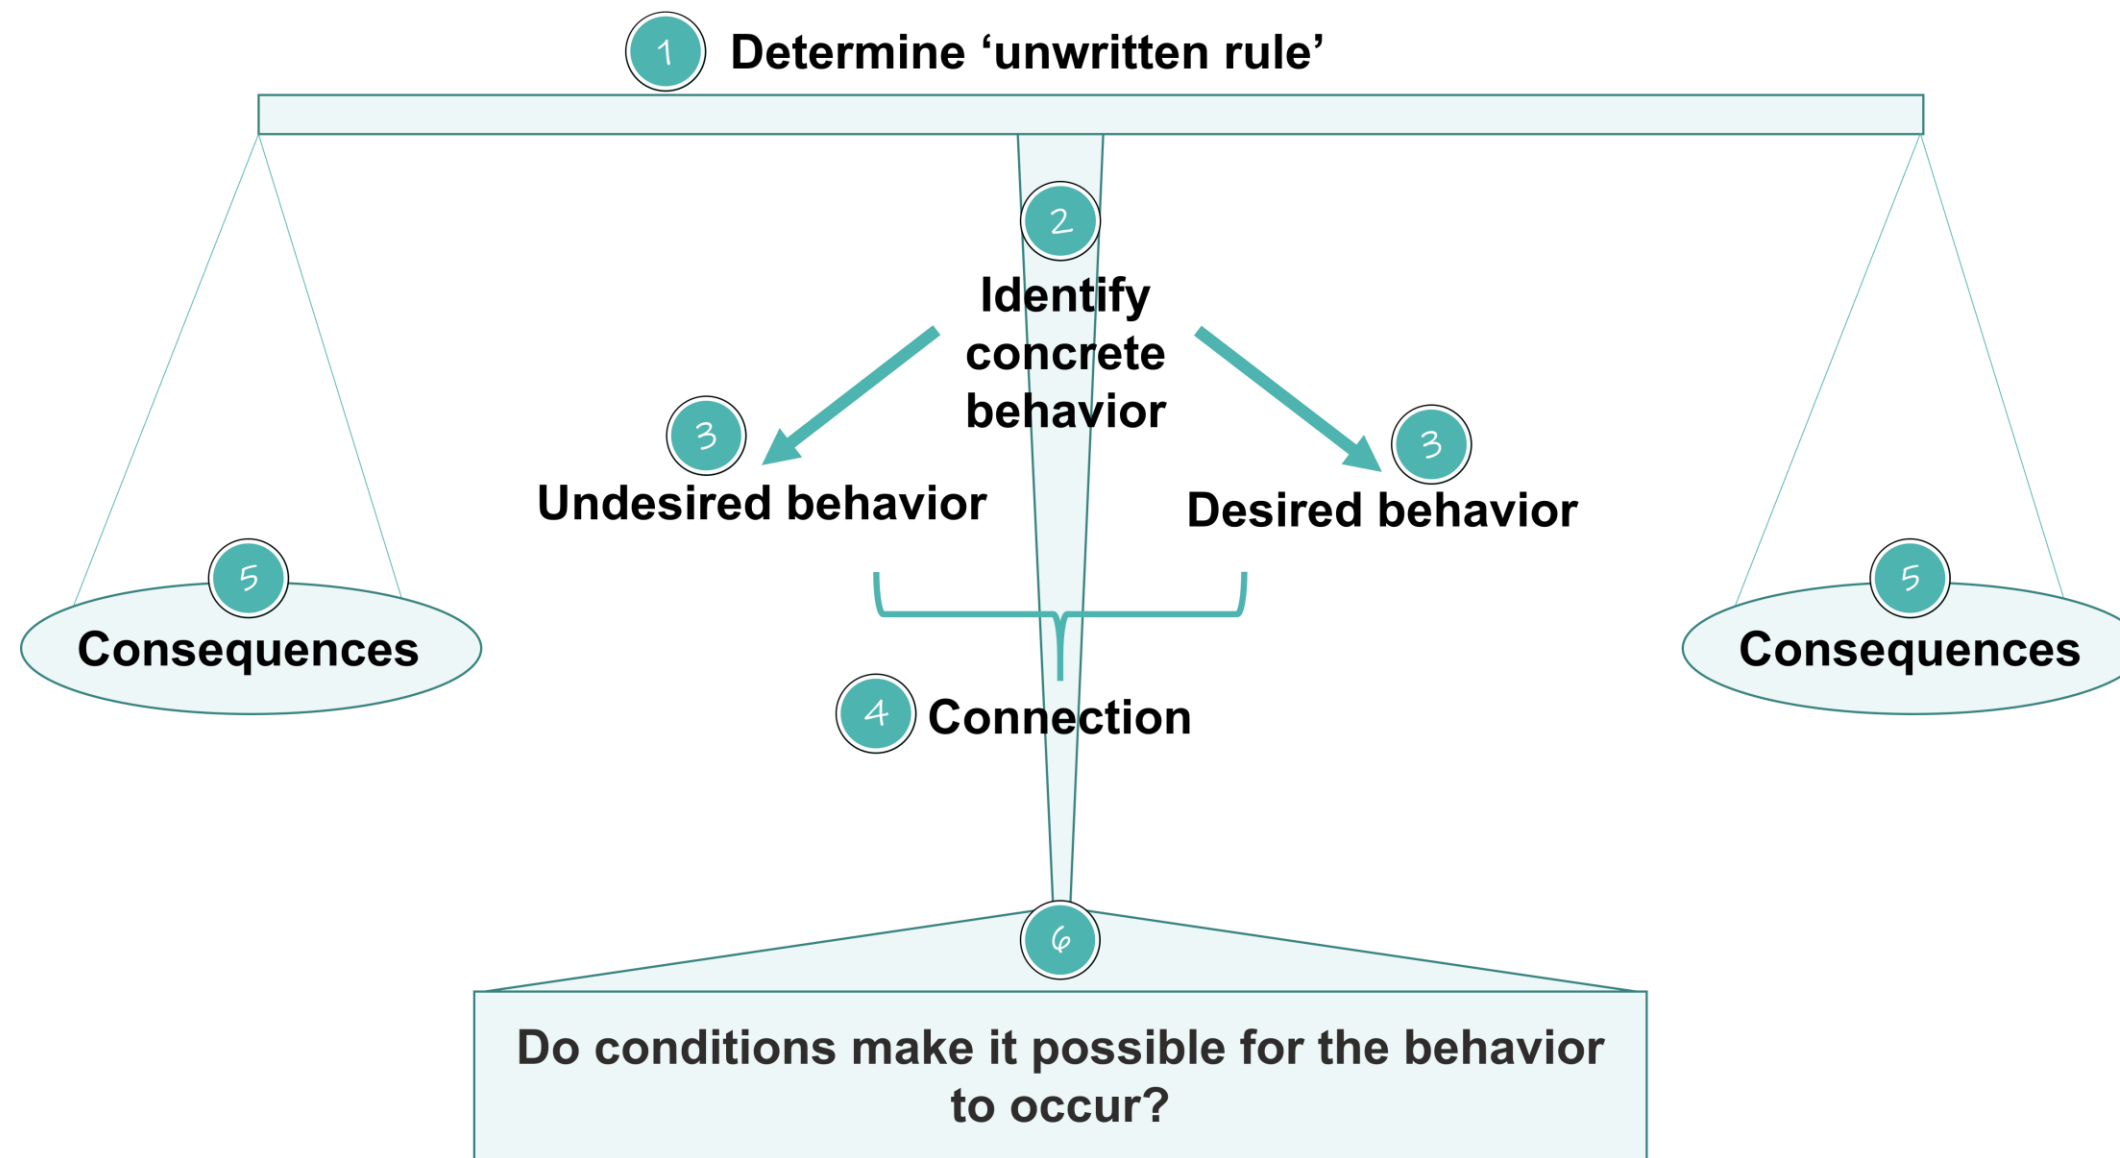 1 Determine ‘unwritten rule’
2
Identify
concrete
behavior
3
Undesired behavior
3
Desired behavior
5
Consequences
5
Consequences
4 Connection
6
Do conditions make it possible for the behavior
to occur?